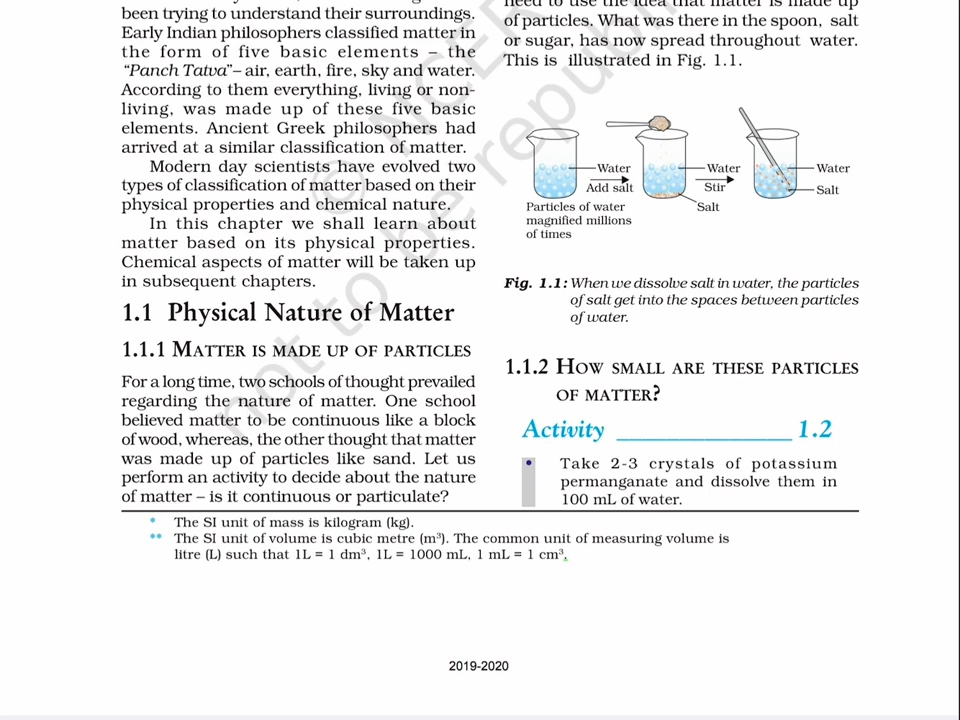 been trying to understand their surroundings.
Early Indian philosophers classified matter in
the form of five basic elements – the
“Panch Tatva”– air, earth, fire, sky and water.
According to them everything, living or non-
living, was made up of these five basic
elements. Ancient Greek philosophers had
arrived at a similar classification of matter.
Modern day scientists have evolved two
types of classification of matter based on their
physical properties and chemical nature.
In this chapter we shall learn about
matter based on its physical properties.
Chemical aspects of matter will be taken up
in subsequent chapters.
1.1 Physical Nature of Matter
1.1.1 MATTER IS MADE UP OF PARTICLES
For a long time, two schools of thought prevailed
regarding the nature of matter. One school
believed matter to be continuous like a block
of wood, whereas, the other thought that matter
was made up of particles like sand. Let us
perform an activity to decide about the nature
of matter – is it continuous or particulate?
need to use the idea that matter is made up
of particles. What was there in the spoon, salt
or sugar, has now spread throughout water.
This is illustrated in Fig. 1.1.
Water
Add salt
Water
Stir
Salt
Water
Salt
Particles of water
magnified millions
of times
Fig. 1.1: When we dissolve salt in water, the particles
of salt get into the spaces between particles
of water.
1.1.2 HOW SMALL ARE THESE PARTICLES
OF MATTER?
Activity ______________ 1.2
• Take 2-3 crystals of potassium
permanganate and dissolve them in
100 mL of water.
* The SI unit of mass is kilogram (kg).
** The SI unit of volume is cubic metre (m³). The common unit of measuring volume is
litre (L) such that 1L = 1 dm³, 1L = 1000 mL, 1 mL = 1 cm³.
2019-2020
© NCE
not to be republi